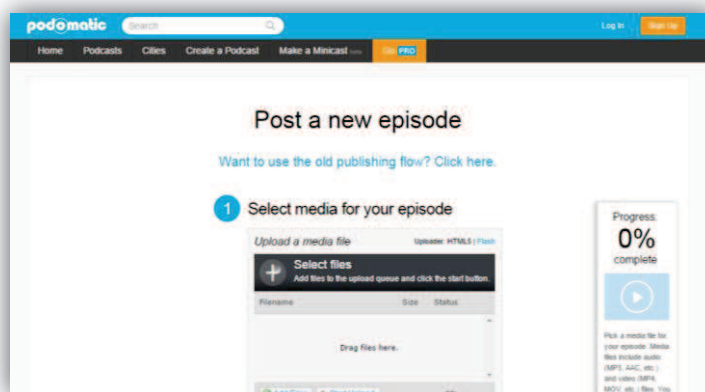 podomatic Search Log In Sign Up
Home Podcasts Cities Create a Podcast Make a Minicast Go PRO
Post a new episode
Want to use the old publishing flow? Click here.
1 Select media for your episode
Upload a media file Uploader: HTML5 | Flash
Select files
Add files to the upload queue and click the start button.
Filename Size Status
Drag files here.
Progress:
0%
complete
Pick a media file for
your episode. Media
files include audio
(MP3, AAC, etc.)
and video (MP4,
MOV, etc.) files. You